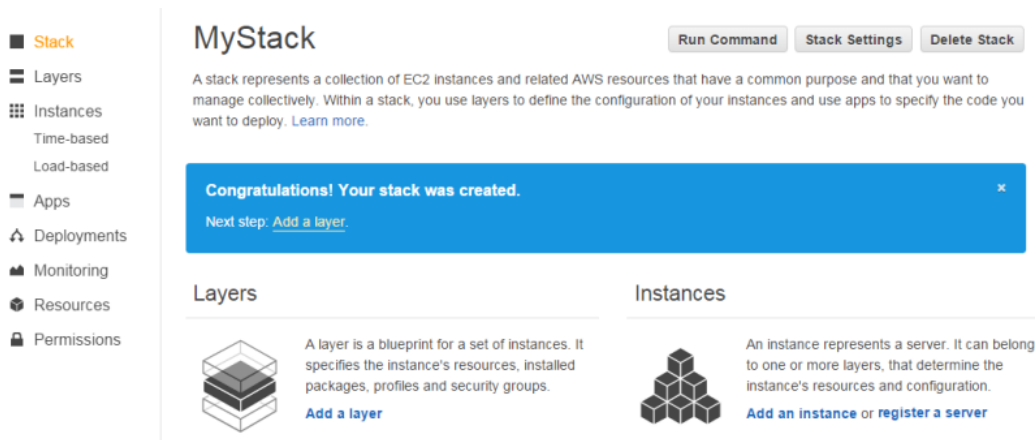 Stack
Layers
Instances
Time-based
Load-based
Apps
Deployments
Monitoring
Resources
Permissions
MyStack
Run Command
Stack Settings
Delete Stack
A stack represents a collection of EC2 instances and related AWS resources that have a common purpose and that you want to
manage collectively. Within a stack, you use layers to define the configuration of your instances and use apps to specify the code you
want to deploy. Learn more.
Congratulations! Your stack was created.
×
Next step: Add a layer.
Layers
A layer is a blueprint for a set of instances. It
specifies the instance's resources, installed
packages, profiles and security groups.
Add a layer
Instances
An instance represents a server. It can belong
to one or more layers, that determine the
instance's resources and configuration.
Add an instance or register a server